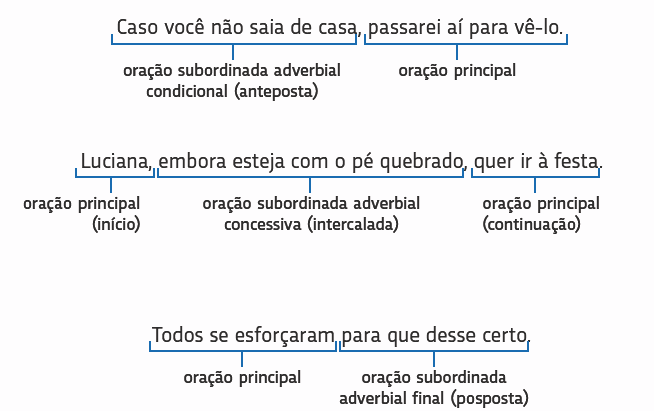 Caso você não saia de casa, passarei aí para vê-lo.
oração subordinada adverbial
condicional (anteposta)
oração principal
Luciana, embora esteja com o pé quebrado, quer ir à festa.
oração principal
(início)
oração subordinada adverbial
concessiva (intercalada)
oração principal
(continuação)
Todos se esforçaram para que desse certo.
oração principal
oração subordinada
adverbial final (posposta)